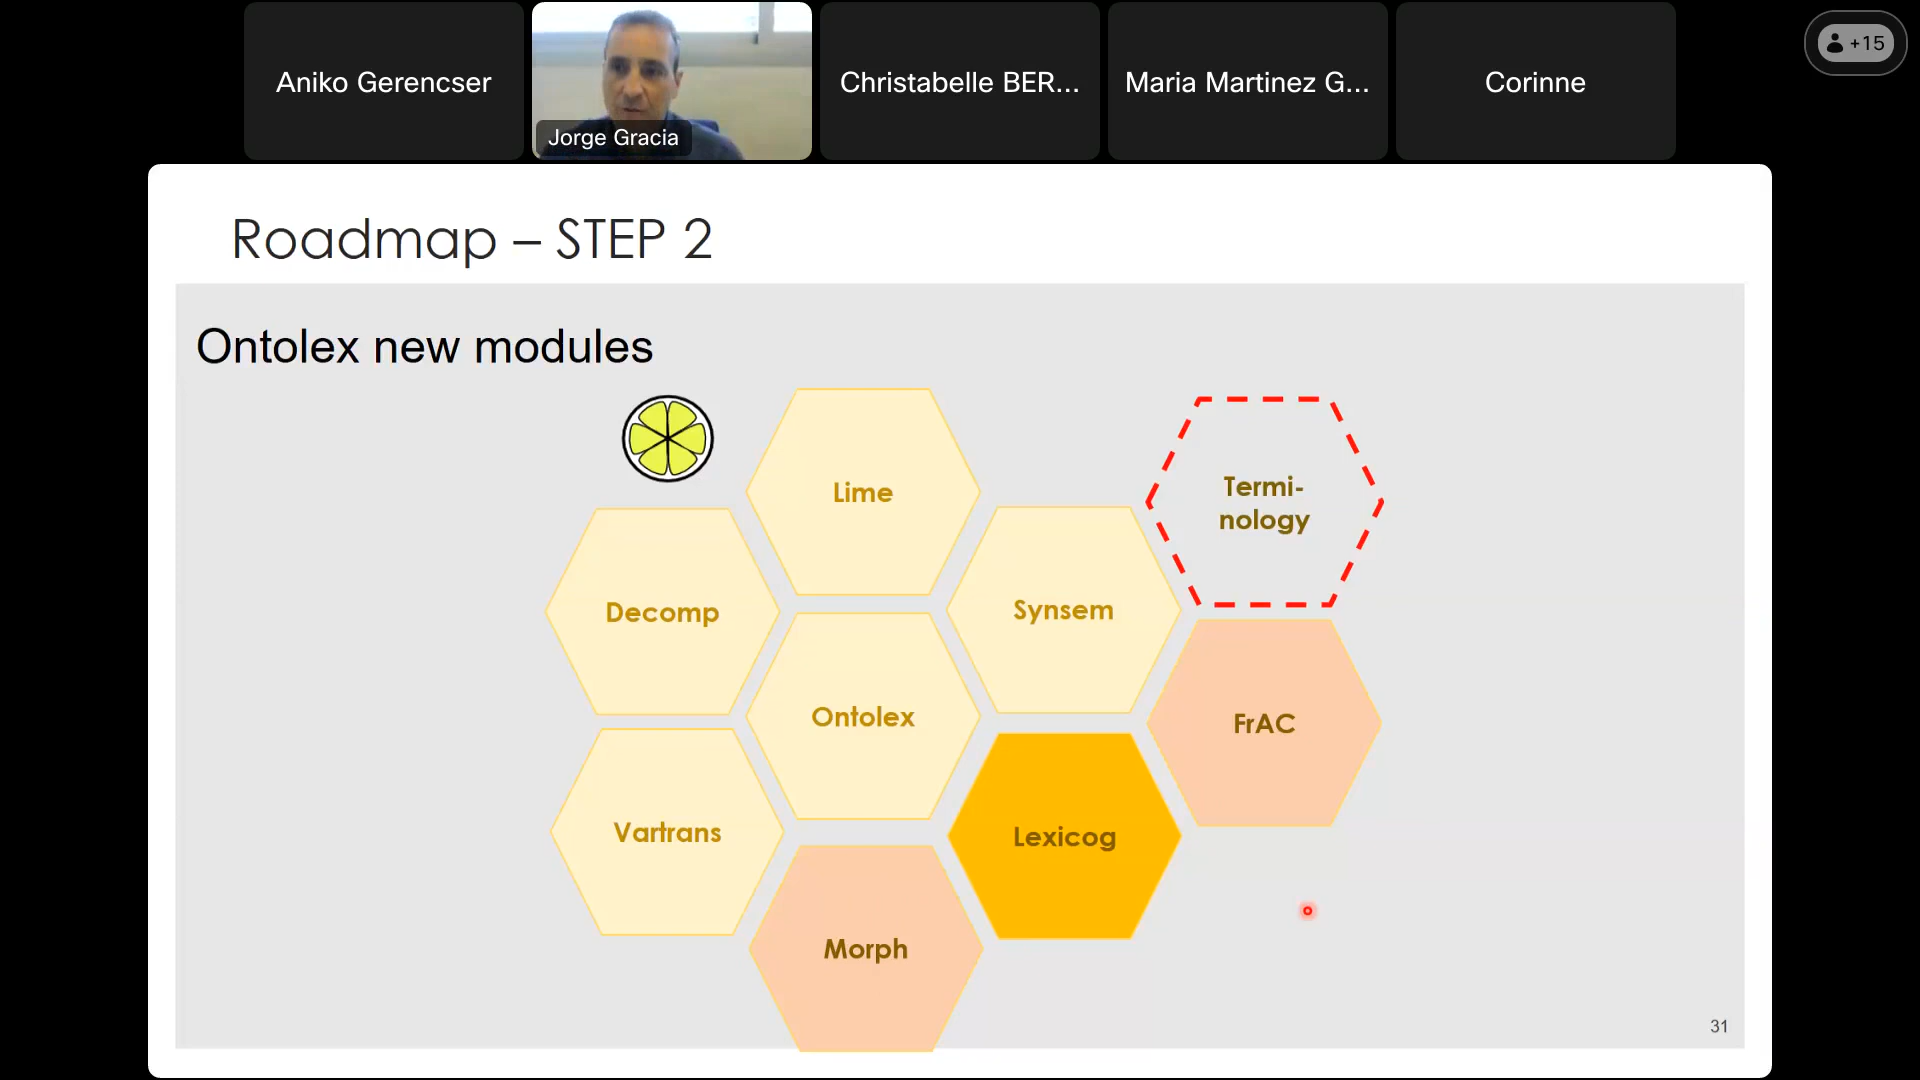 Aniko Gerencser
Jorge Gracia
Christabelle BER...
Maria Martinez G...
Corinne
+15
Roadmap – STEP 2
Ontolex new modules
Lime
Termi-
nology
Decomp
Synsem
Ontolex
FrAC
Vartrans
Lexicog
Morph
31